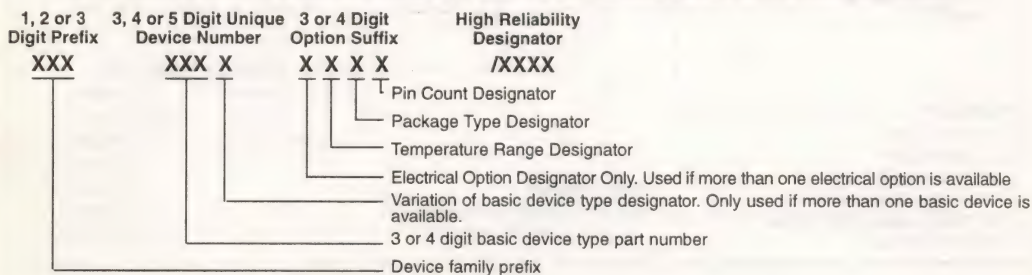 1, 2 or 3 3, 4 or 5 Digit Unique 3 or 4 Digit High Reliability
Digit Prefix Device Number Option Suffix Designator
XXX XXX X X X X X /XXXX
Pin Count Designator
Package Type Designator
Temperature Range Designator
Electrical Option Designator Only. Used if more than one electrical option is available
Variation of basic device type designator. Only used if more than one basic device is
available.
3 or 4 digit basic device type part number
Device family prefix